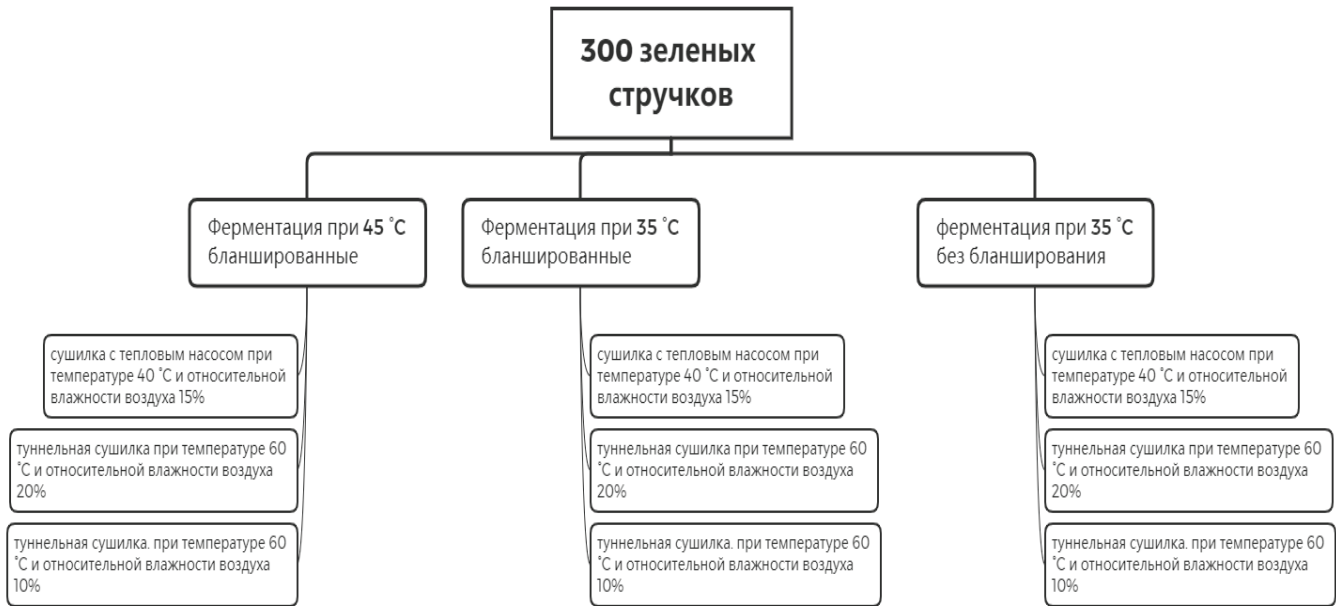 300 зеленых
стручков
Ферментация при 45 °C
бланшированные
Ферментация при 35 °C
бланшированные
ферментация при 35 °C
без бланширования
сушилка с тепловым насосом при
температуре 40 °C и относительной
влажности воздуха 15%
туннельная сушилка при температуре 60
°C и относительной влажности воздуха
20%
туннельная сушилка. при температуре 60
°C и относительной влажности воздуха
10%
сушилка с тепловым насосом при
температуре 40 °C и относительной
влажности воздуха 15%
туннельная сушилка при температуре 60
°C и относительной влажности воздуха
20%
туннельная сушилка. при температуре 60
°C и относительной влажности воздуха
10%
сушилка с тепловым насосом при
температуре 40 °C и относительной
влажности воздуха 15%
туннельная сушилка при температуре 60
°C и относительной влажности воздуха
20%
туннельная сушилка. при температуре 60
°C и относительной влажности воздуха
10%